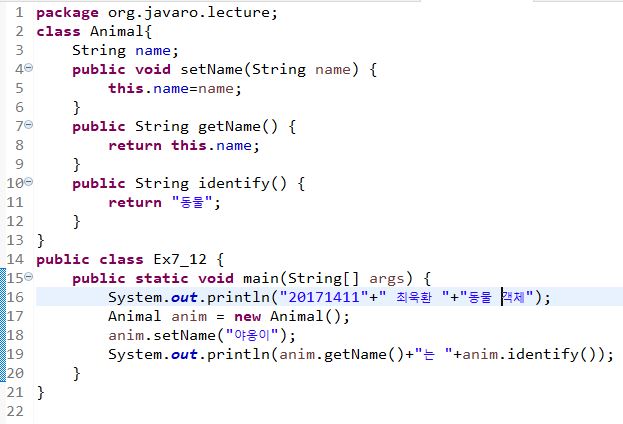 1 package org.javaro.lecture;
2 class Animal{
3 String name;
4 public void setName(String name) {
5 this.name=name;
6 }
7 public String getName() {
8 return this.name;
9 }
10 public String identify() {
11 return "동물";
12 }
13 }
14 public class Ex7_12 {
15 public static void main(String[] args) {
16 System.out.println("20171411"+" 최욱환 "+"동물 객체");
17 Animal anim = new Animal();
18 anim.setName("야옹이");
19 System.out.println(anim.getName()+"는 "+anim.identify());
20 }
21 }
22